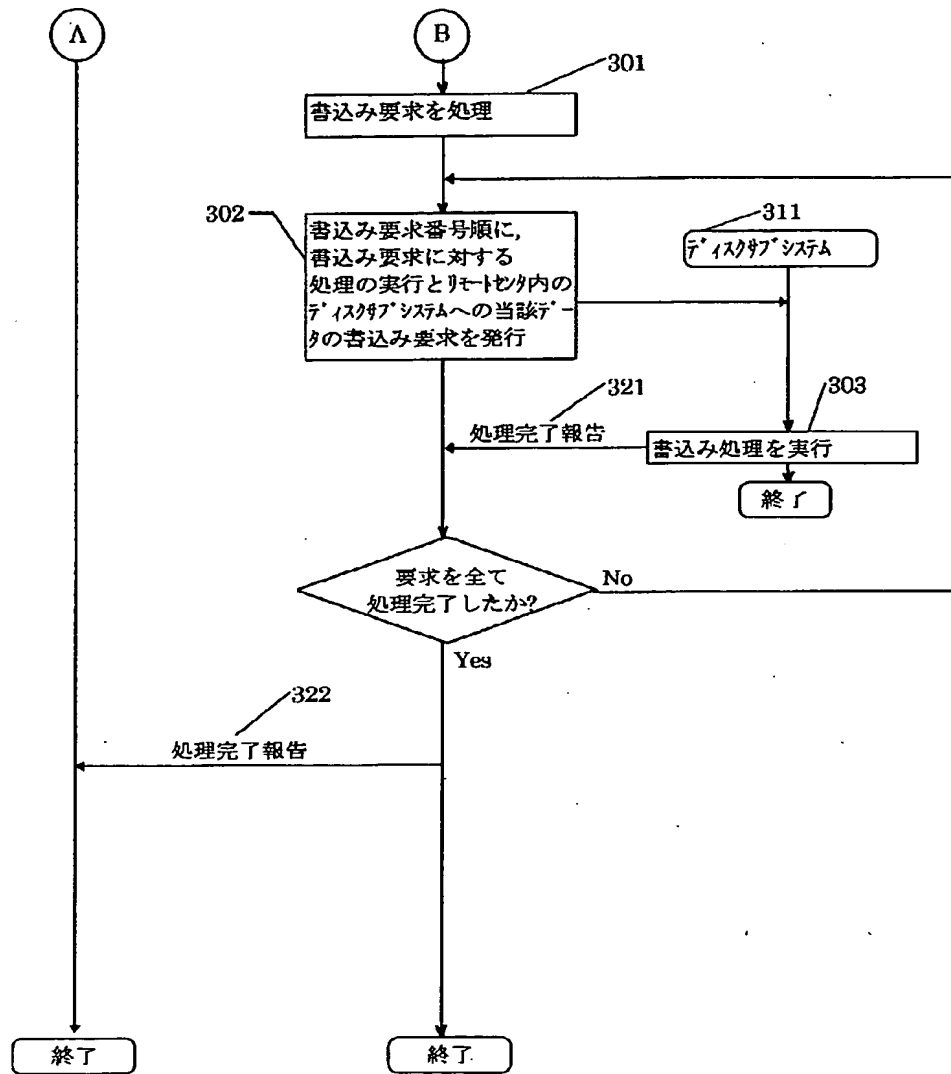 A
B
301
書込み要求を処理
302
書込み要求番号順に,
書込み要求に対する
処理の実行とリモートセンタ内の
ディスクサブシステムへの当該デー
タの書込み要求を発行
311
ディスクサブシステム
321
処理完了報告
303
書込み処理を実行
終了
要求を全て
処理完了したか?
No
Yes
322
処理完了報告
終了
終了